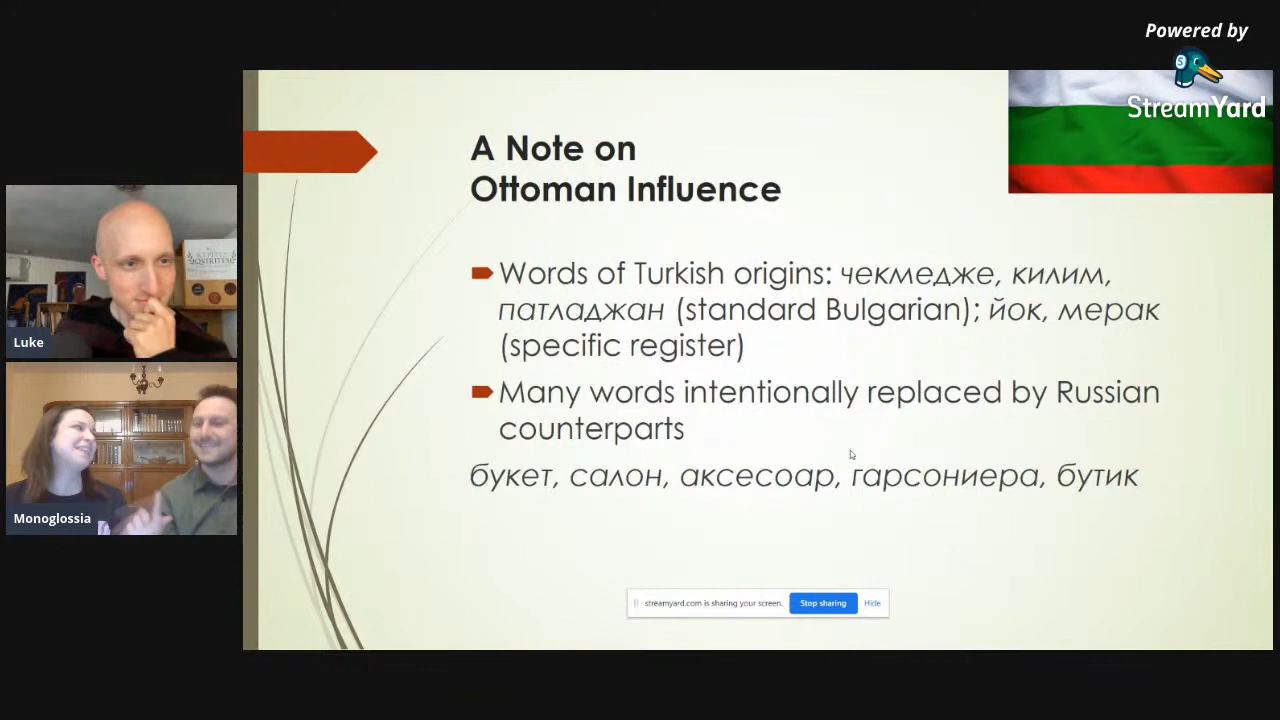 Powered by
StreamYard
A Note on
Ottoman Influence
Words of Turkish origins: чекмедже, килим,
патладжан (standard Bulgarian); йок, мерак
(specific register)
Many words intentionally replaced by Russian
counterparts
букет, салон, аксесоар, гарсониера, бутик
Luke
Monoglossia
streamyard.com is sharing your screen.
Stop sharing
Hide